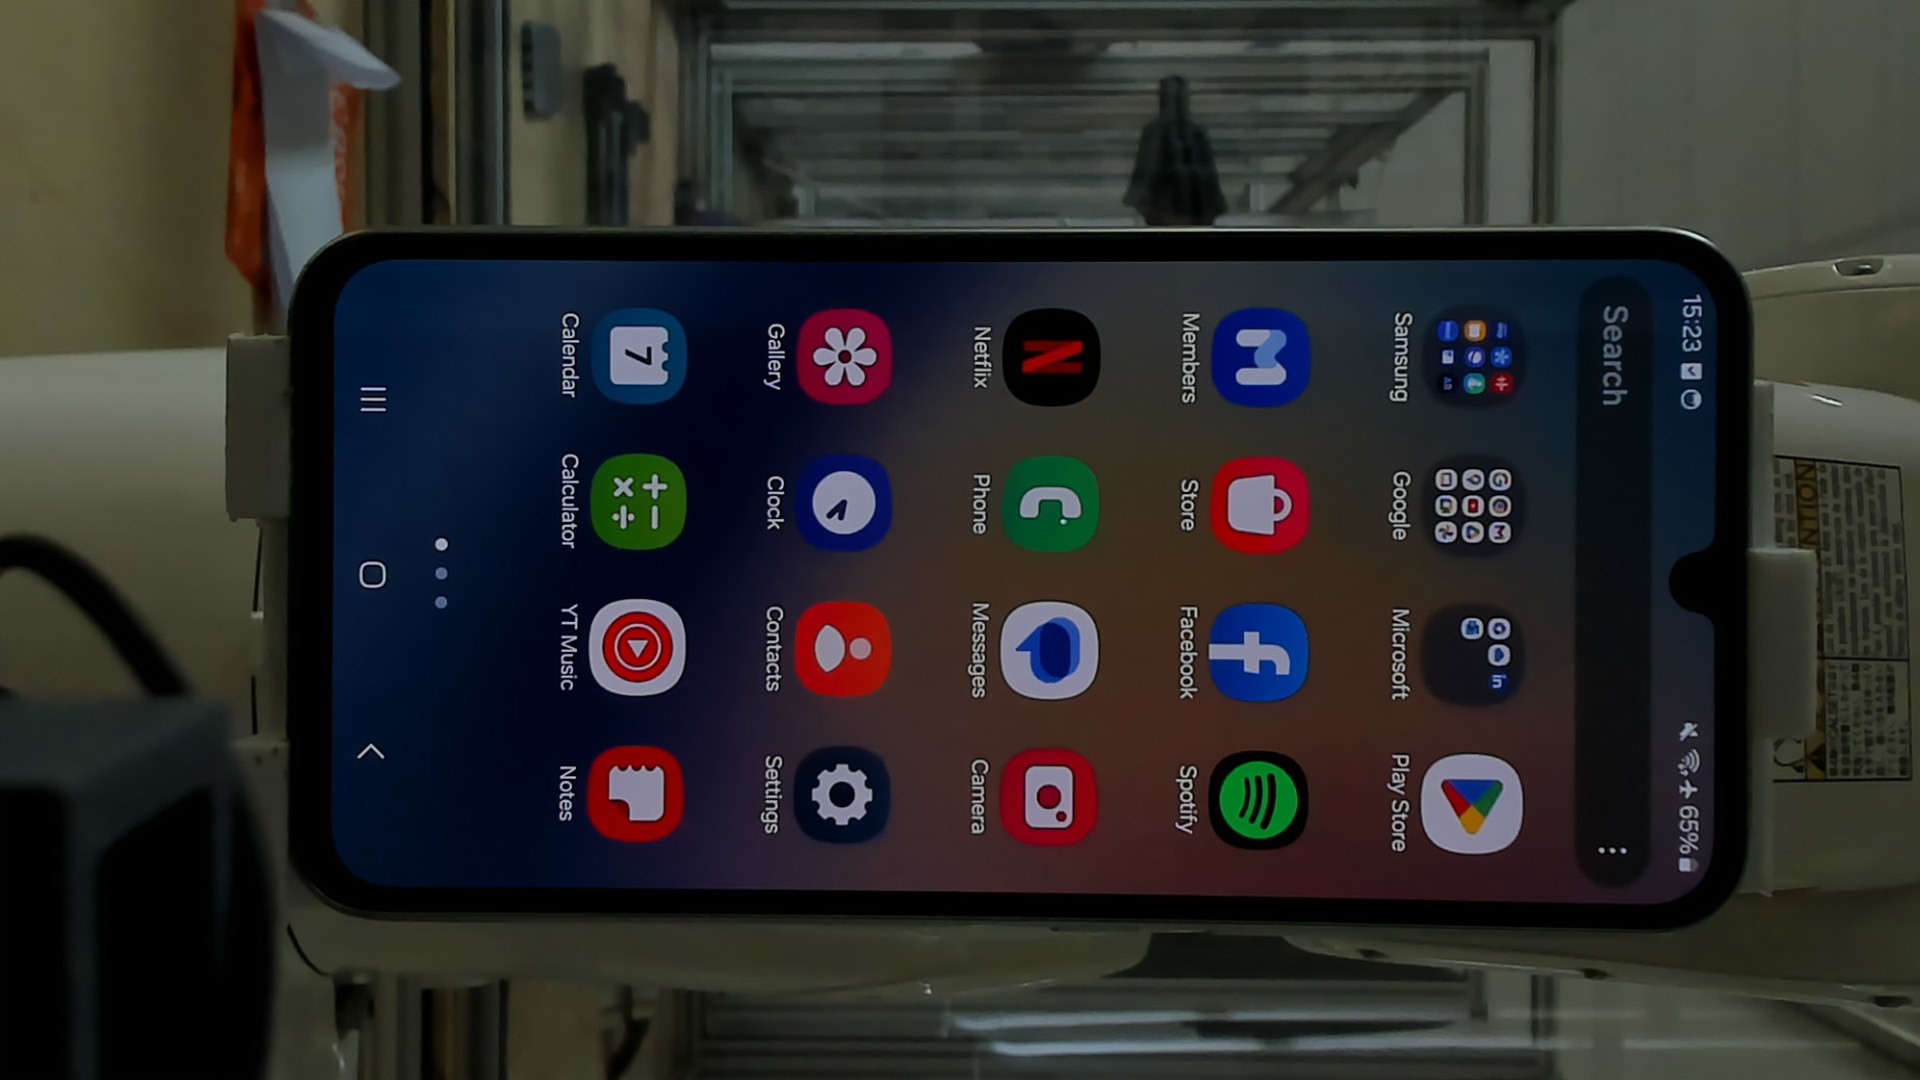 15:23
65%
Search
Samsung Google Microsoft Play Store
Members Store Facebook Spotify
Netflix Phone Messages Camera
Gallery Clock Contacts Settings
7
Calendar Calculator YT Music Notes